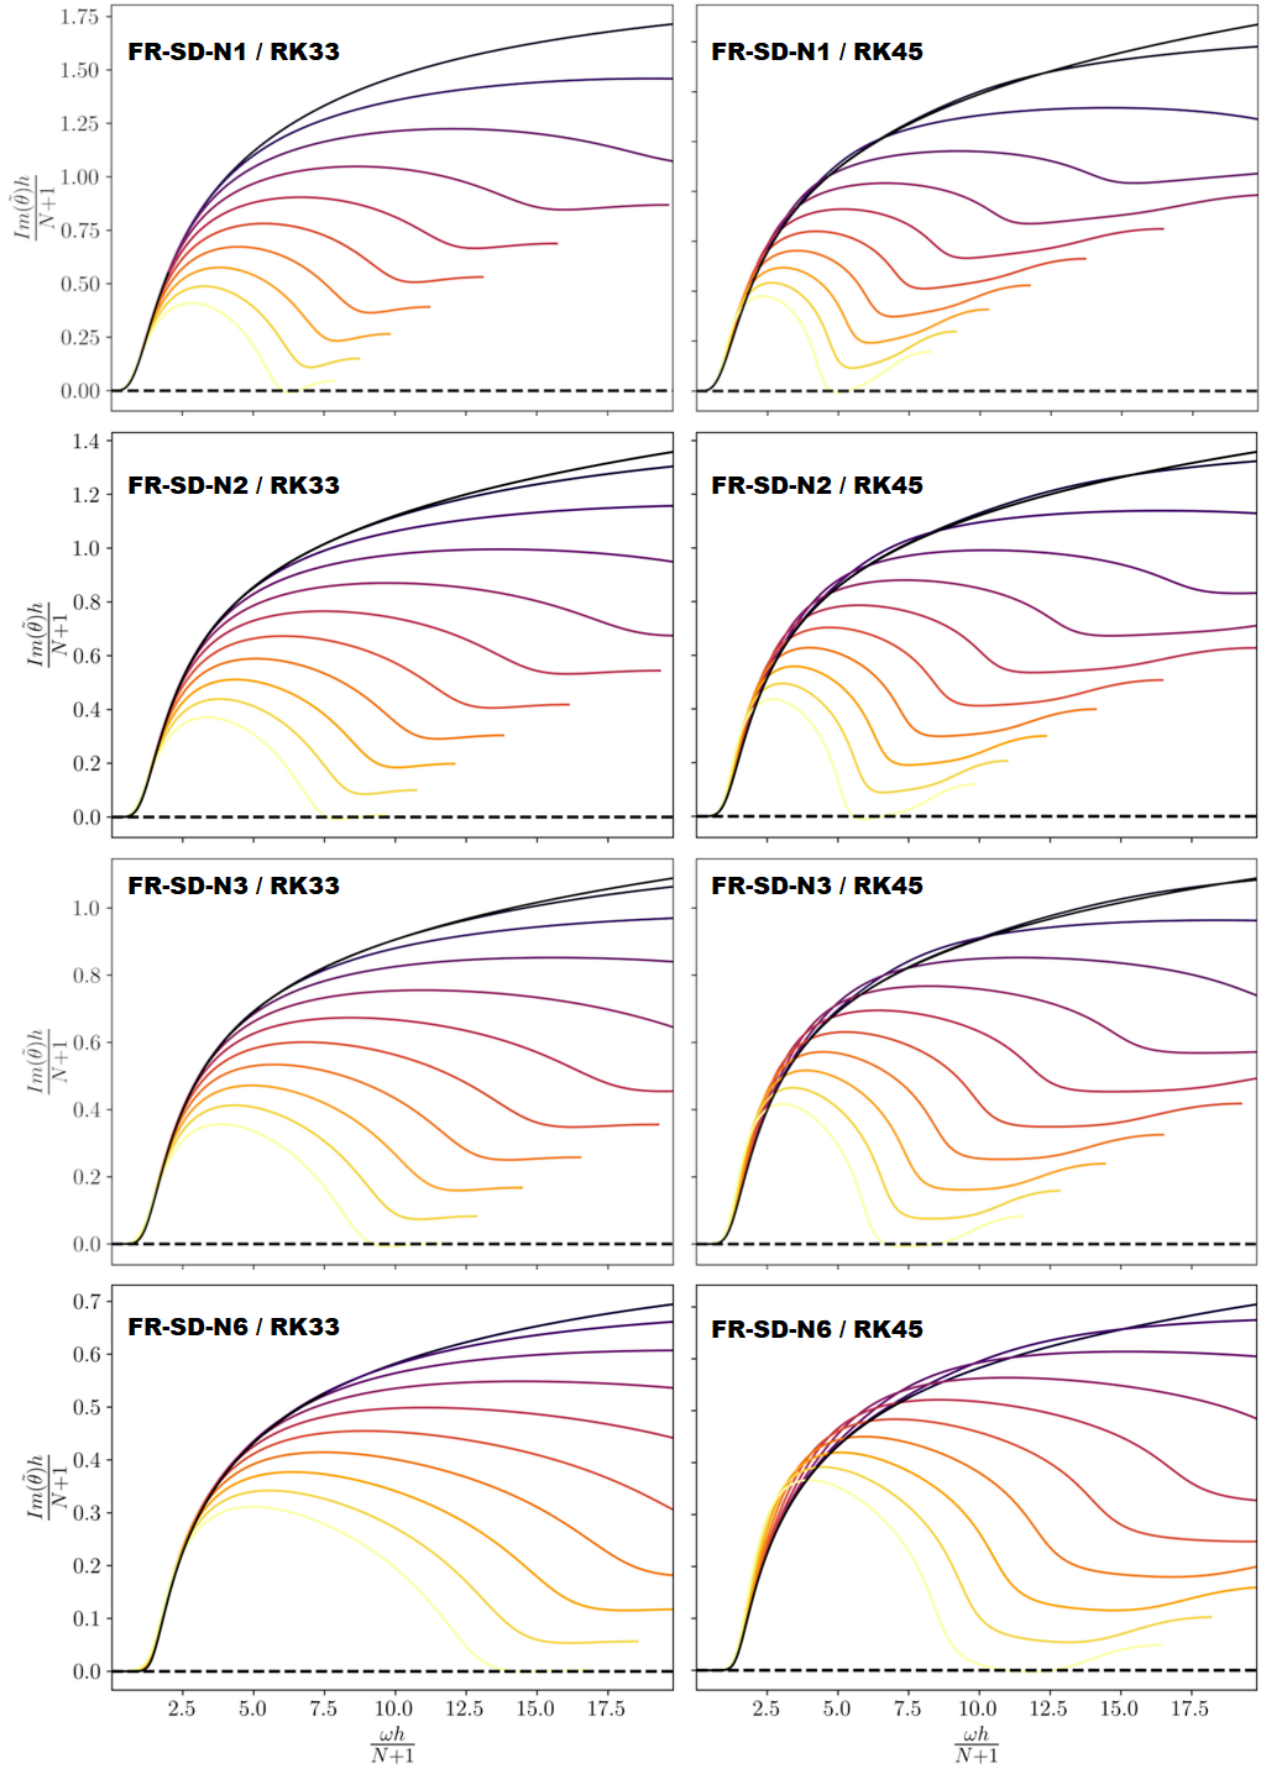 FR-SD-N1 / RK33
FR-SD-N1 / RK45
1.75
1.50
1.25
1.00
0.75
0.50
0.25
0.00
Im(θ̃)h
N+1
FR-SD-N2 / RK33
FR-SD-N2 / RK45
1.4
1.2
1.0
0.8
0.6
0.4
0.2
0.0
Im(θ̃)h
N+1
FR-SD-N3 / RK33
FR-SD-N3 / RK45
1.0
0.8
0.6
0.4
0.2
0.0
Im(θ̃)h
N+1
FR-SD-N6 / RK33
FR-SD-N6 / RK45
0.7
0.6
0.5
0.4
0.3
0.2
0.1
0.0
Im(θ̃)h
N+1
2.5 5.0 7.5 10.0 12.5 15.0 17.5
2.5 5.0 7.5 10.0 12.5 15.0 17.5
ωh
N+1
ωh
N+1